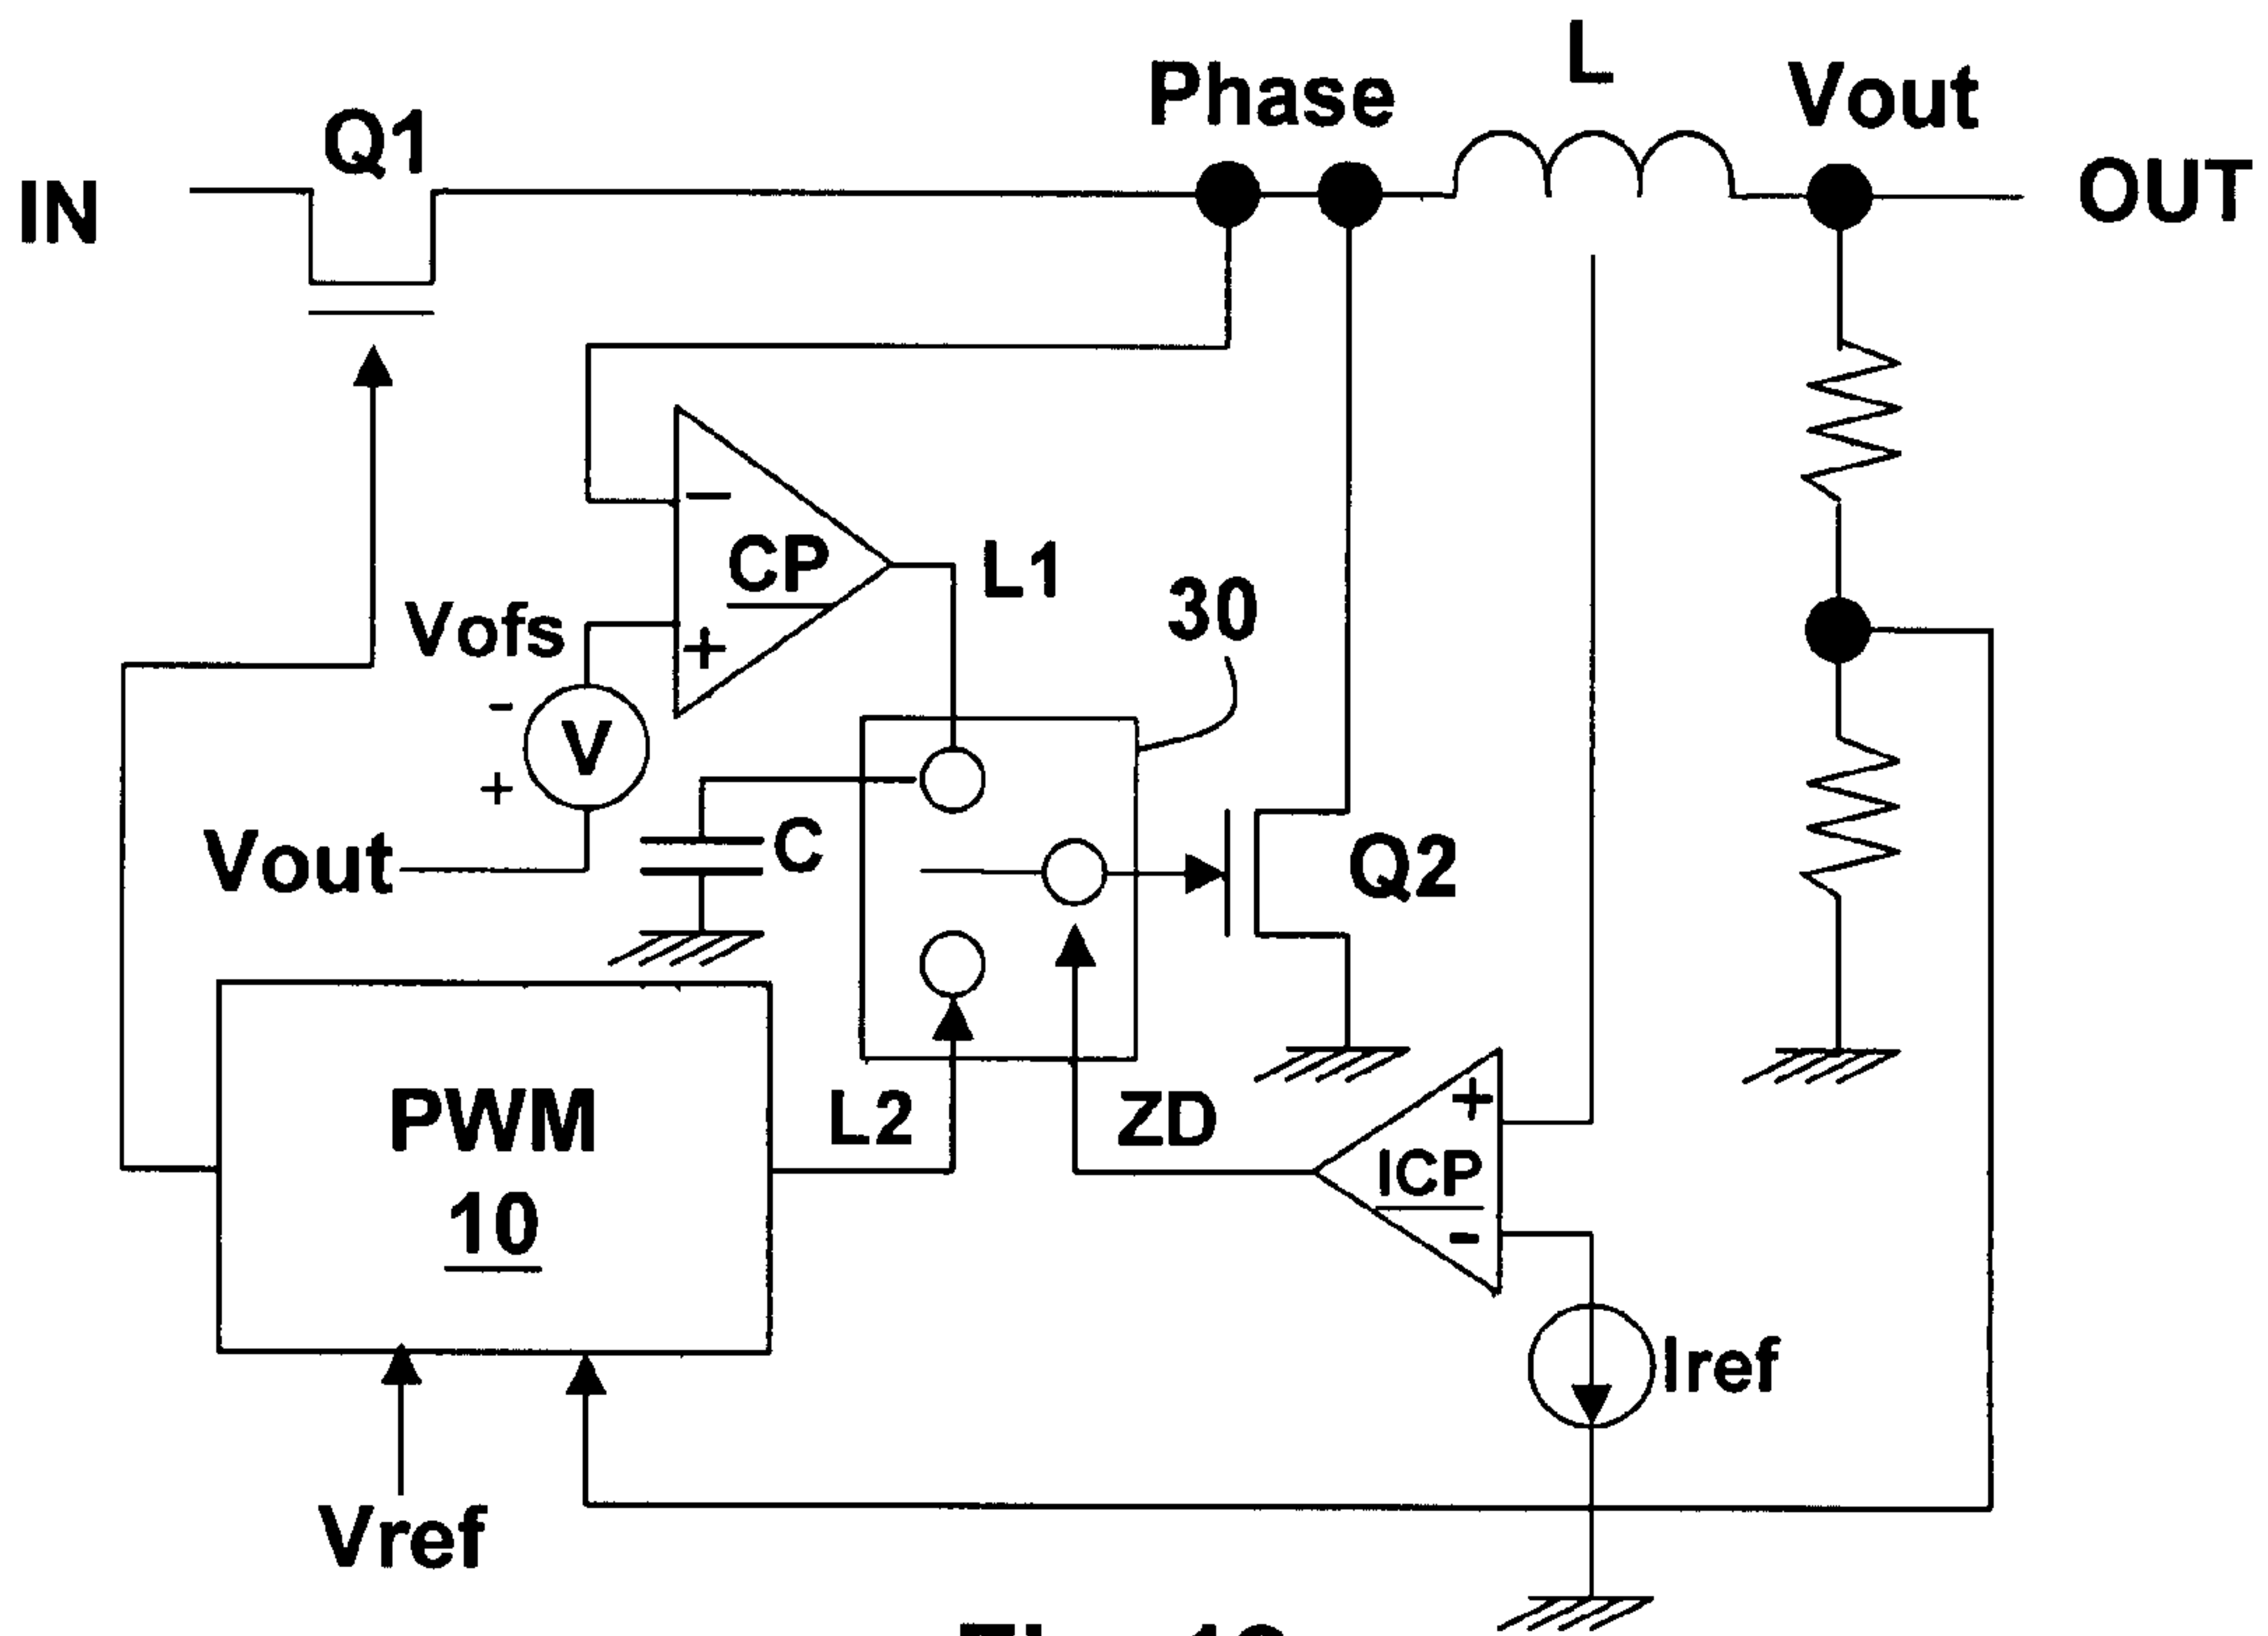 L
Phase
Vout
Q1
IN
OUT
−
CP
L1
30
Vofs
+
-
V
+
C
Vout
Q2
PWM
10
L2
ZD
+
ICP
-
Iref
Vref